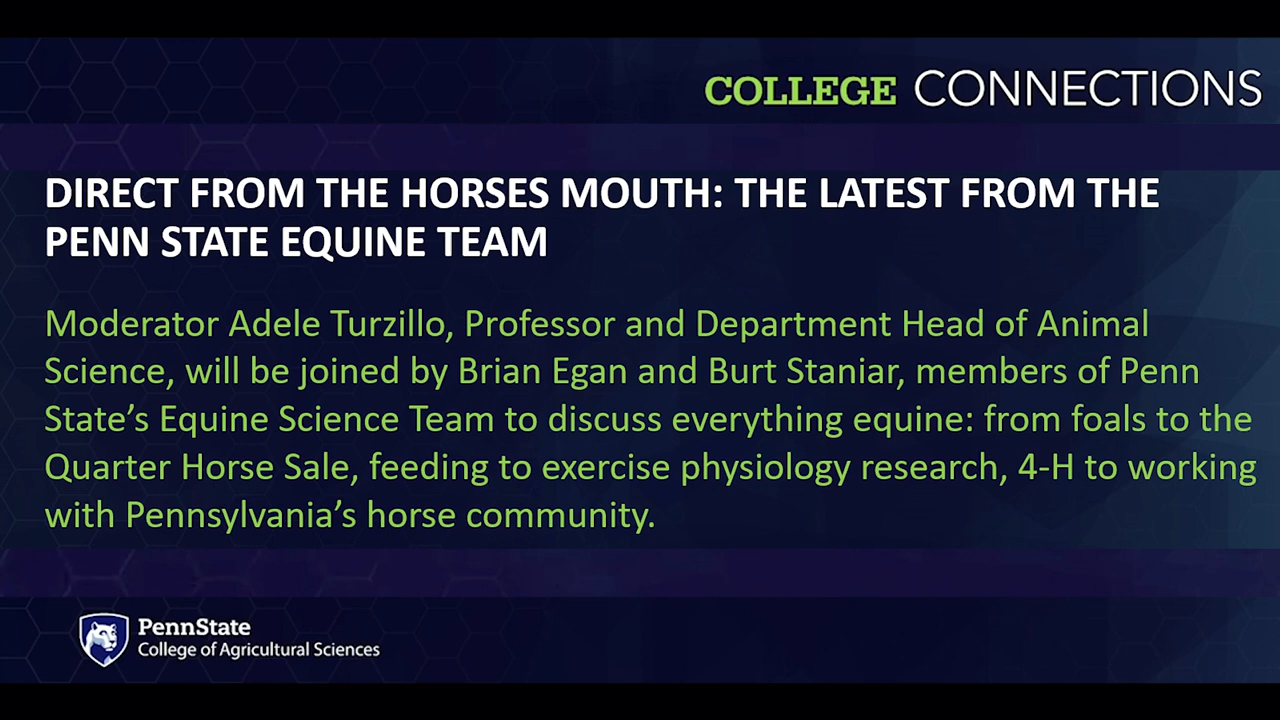 COLLEGE CONNECTIONS
DIRECT FROM THE HORSES MOUTH: THE LATEST FROM THE
PENN STATE EQUINE TEAM
Moderator Adele Turzillo, Professor and Department Head of Animal
Science, will be joined by Brian Egan and Burt Staniar, members of Penn
State’s Equine Science Team to discuss everything equine: from foals to the
Quarter Horse Sale, feeding to exercise physiology research, 4-H to working
with Pennsylvania’s horse community.
PennState
College of Agricultural Sciences